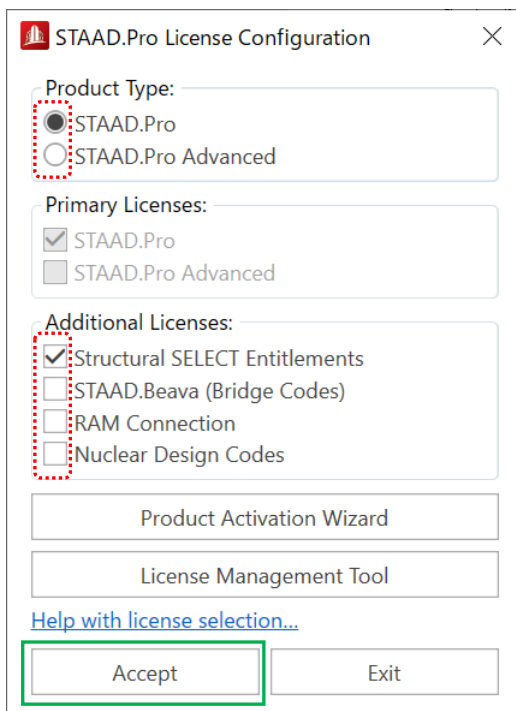 STAAD.Pro License Configuration
Product Type:
STAAD.Pro
STAAD.Pro Advanced
Primary Licenses:
STAAD.Pro
STAAD.Pro Advanced
Additional Licenses:
Structural SELECT Entitlements
STAAD.Beava (Bridge Codes)
RAM Connection
Nuclear Design Codes
Product Activation Wizard
License Management Tool
Help with license selection...
Accept Exit